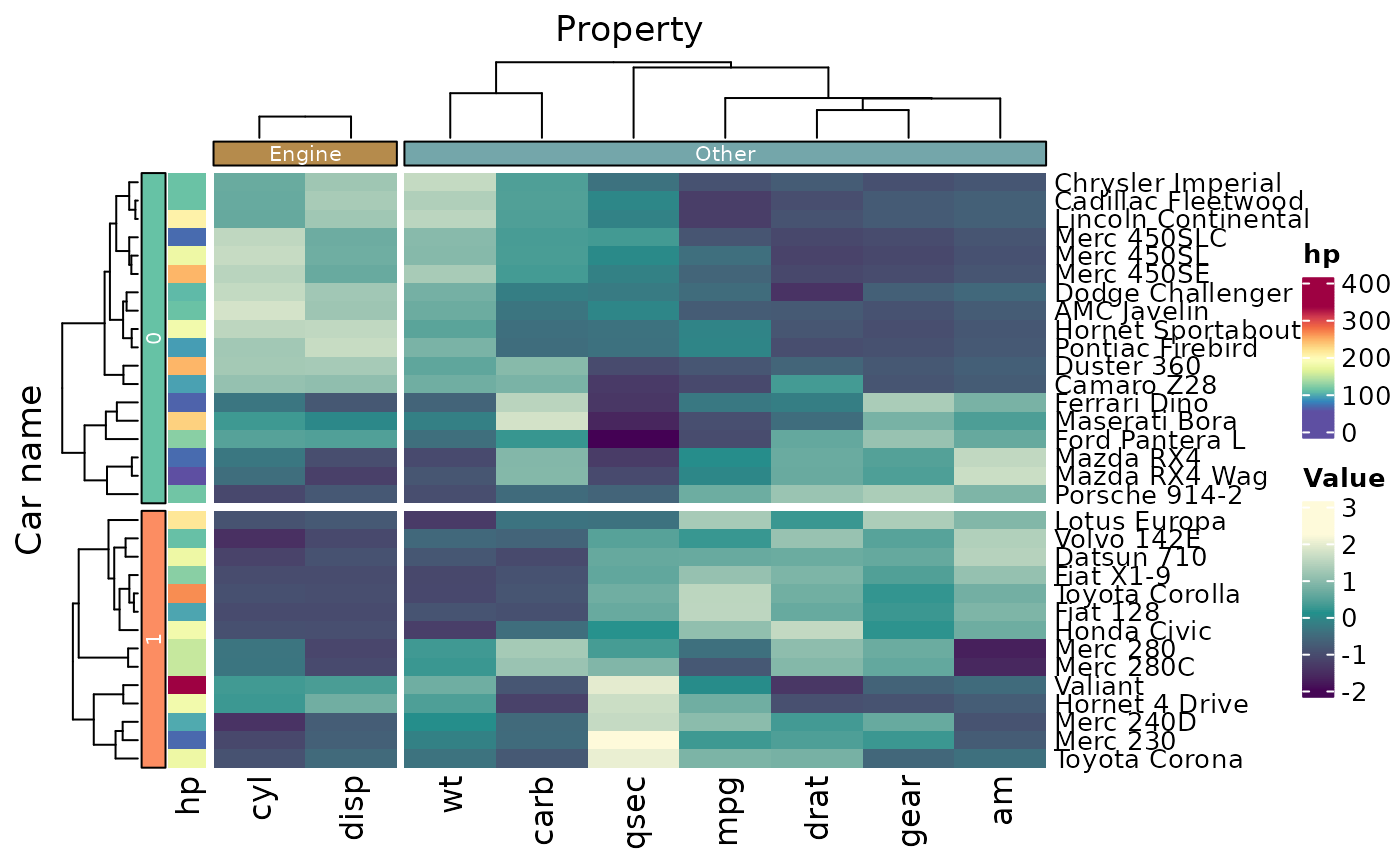 Property
Engine
Other
Car name
0
1
Chrysler Imperial
Cadillac Fleetwood
Lincoln Continental
Merc 450SLC
Merc 450SL
Merc 450SE
Dodge Challenger
AMC Javelin
Hornet Sportabout
Pontiac Firebird
Duster 360
Camaro Z28
Ferrari Dino
Maserati Bora
Ford Pantera L
Mazda RX4
Mazda RX4 Wag
Porsche 914-2
Lotus Europa
Volvo 142E
Datsun 710
Fiat X1-9
Toyota Corolla
Fiat 128
Honda Civic
Merc 280
Merc 280C
Valiant
Hornet 4 Drive
Merc 240D
Merc 230
Toyota Corona
hp
cyl
disp
wt
carb
qsec
mpg
drat
gear
am
hp
400
300
200
100
0
Value
3
2
1
0
-1
-2